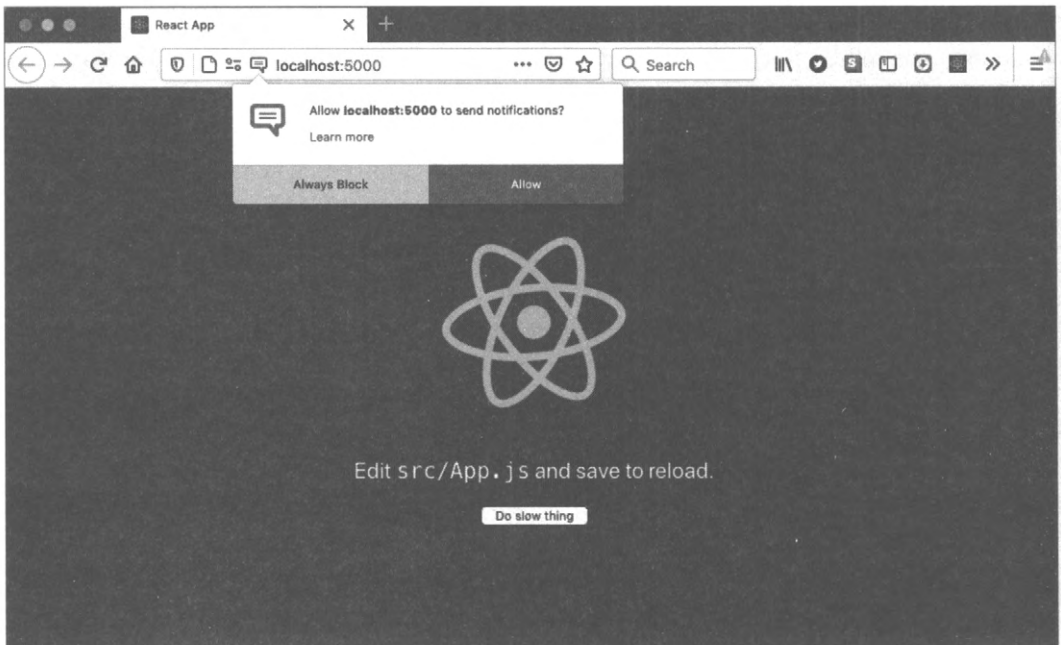 React App
localhost:5000
Search
Allow localhost:5000 to send notifications?
Learn more
Always Block
Allow
Edit src/App.js and save to reload.
Do slow thing